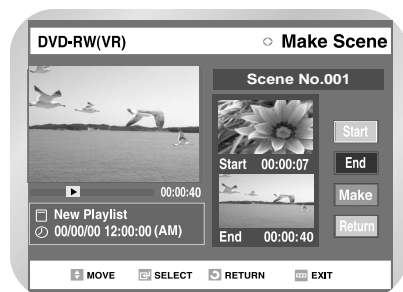 DVD-RW(VR)
Make Scene
Scene No.001
Start 00:00:07
Start
End
Make
Return
00:00:40
End 00:00:40
New Playlist
00/00/00 12:00:00 (AM)
MOVE SELECT RETURN EXIT